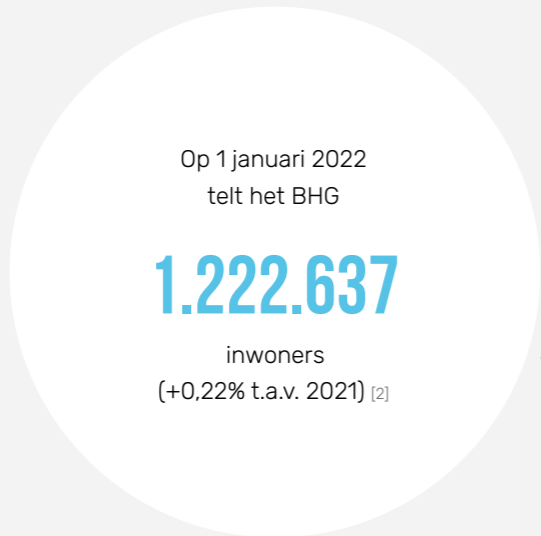 Op 1 januari 2022
telt het BHG
1.222.637
inwoners
(+0,22% t.a.v. 2021) [2]